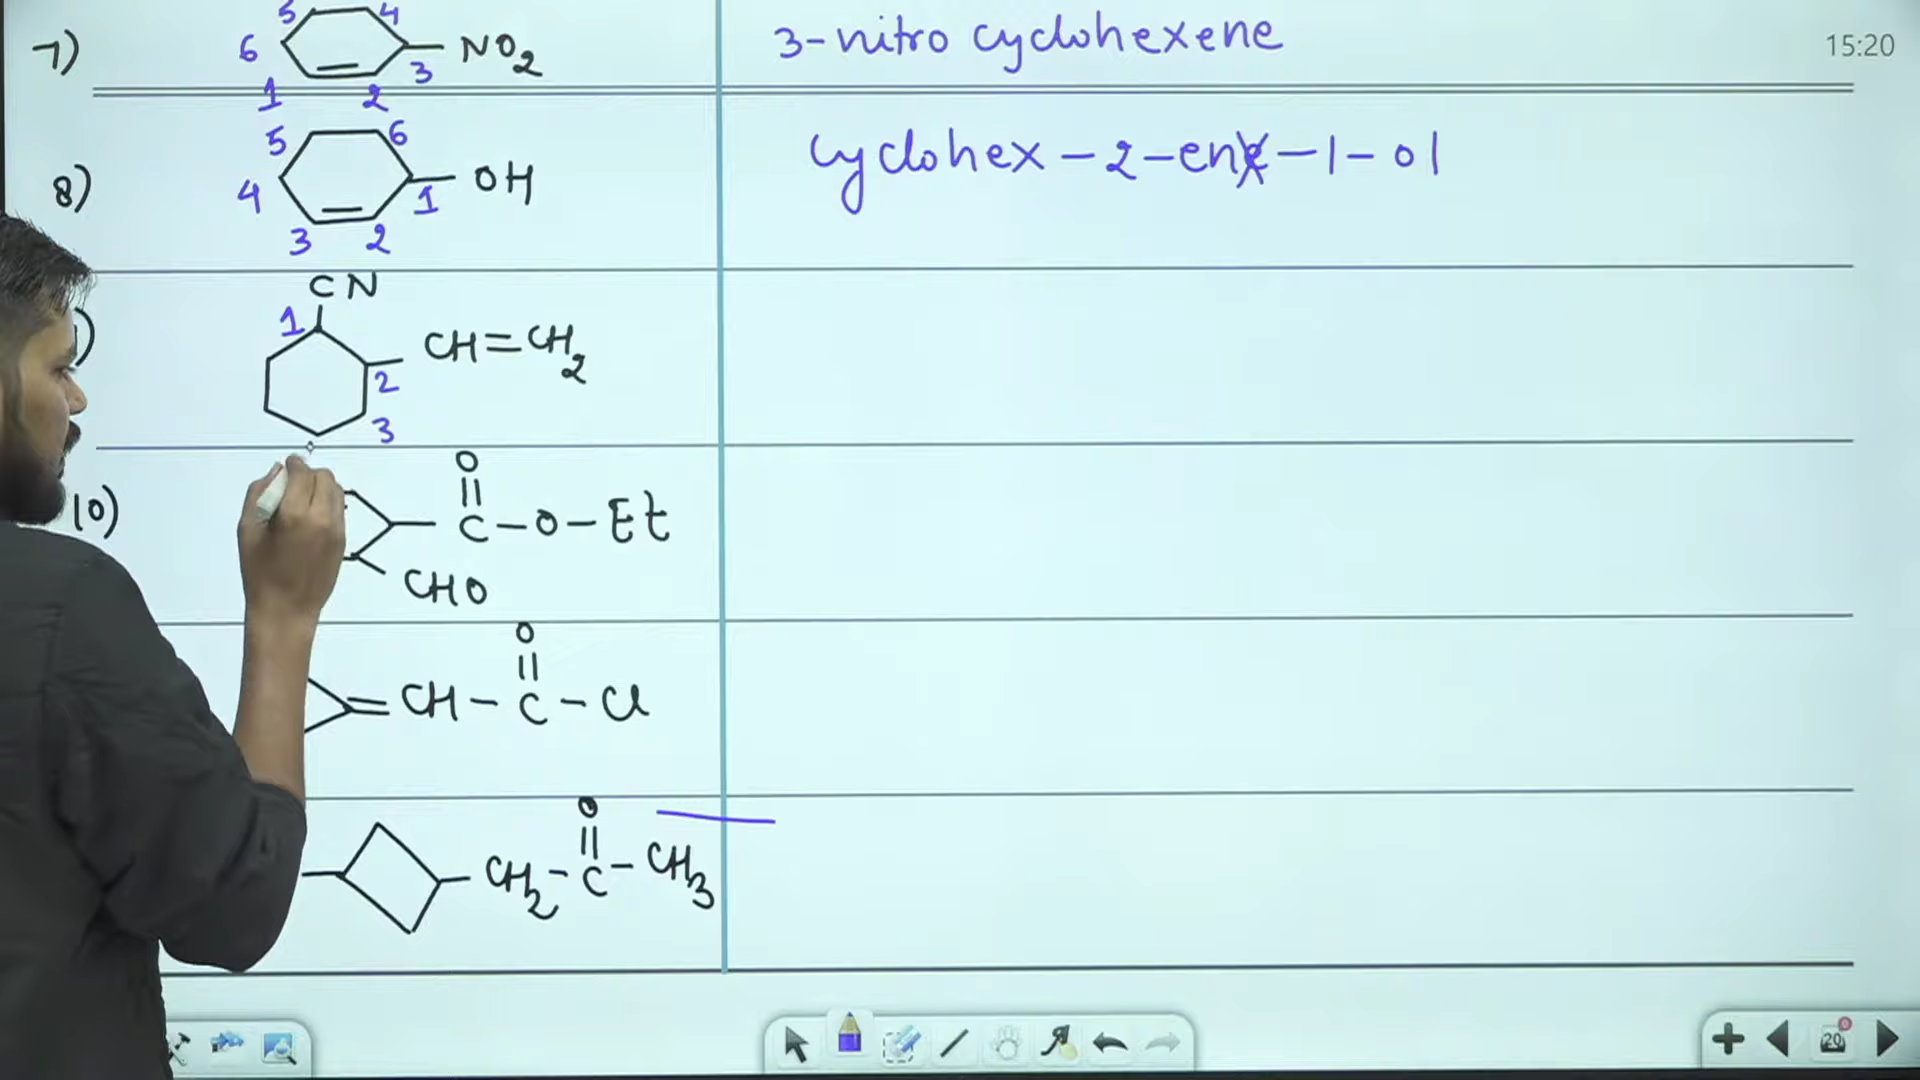 15:20
7)
5 4
6
1 2 3
NO2
3-nitro cyclohexene
8)
5 6
4 1
3 2
OH
cyclohex-2-ene-1-ol
)
CN
1
2
3
CH=CH2
10)
O
C-O-Et
CHO
O
=CH-C-Cl
O
CH2-C-CH3
20
0